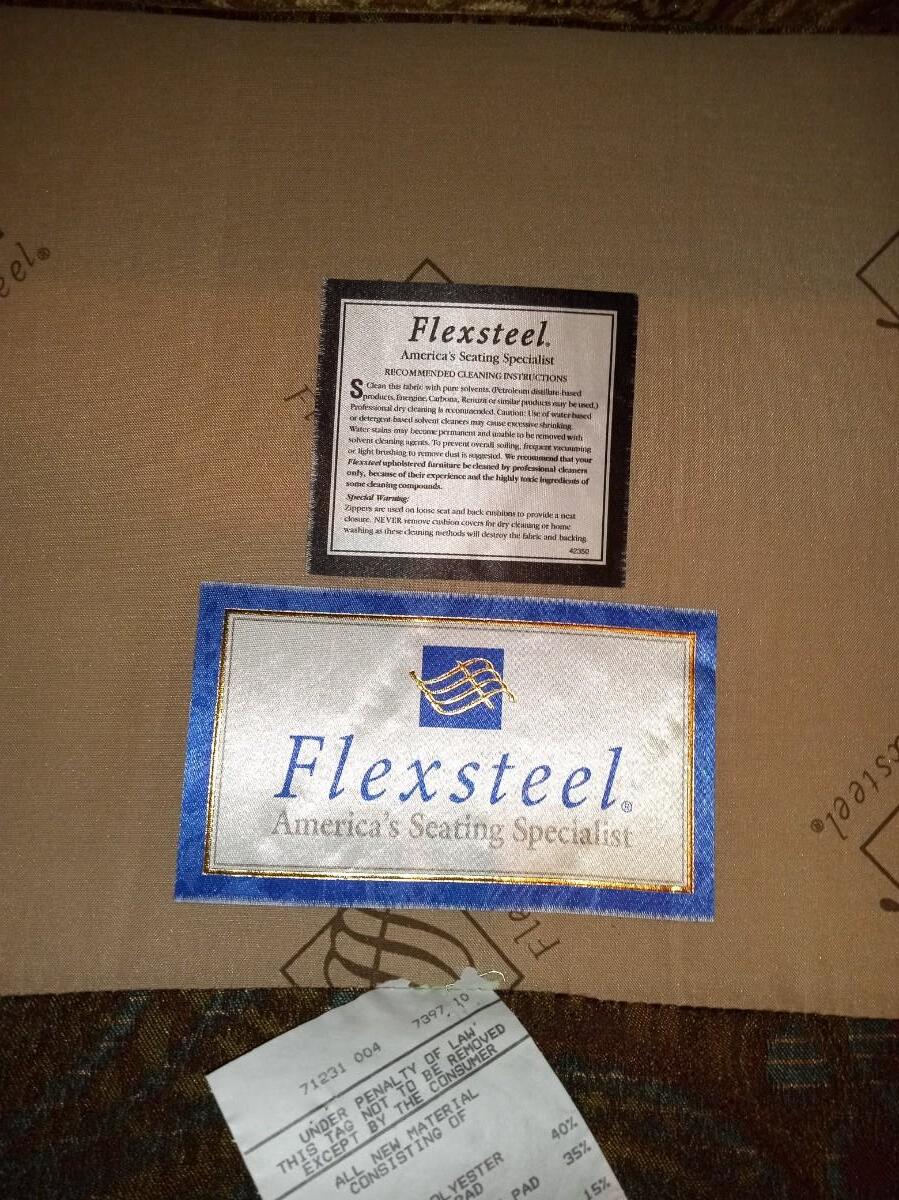 eel®
Flexsteel®
America's Seating Specialist
RECOMMENDED CLEANING INSTRUCTIONS
S Clean this fabric with pure solvents. (Petroleum distillate-based
products, Energine, Carbona, Renuzit or similar products may be used.)
Professional dry cleaning is recommended. Caution: Use of water-based
or detergent-based solvent cleaners may cause excessive shrinking.
Water stains may become permanent and unable to be removed with
solvent cleaning agents. To prevent overall soiling, frequent vacuuming
or light brushing to remove dust is suggested. We recommend that your
Flexsteel upholstered furniture be cleaned by professional cleaners
only, because of their experience and the highly toxic ingredients of
some cleaning compounds.
Special Warning:
Zippers are used on loose seat and back cushions to provide a neat
closure. NEVER remove cushion covers for dry cleaning or home
washing as these cleaning methods will destroy the fabric and backing.
42350
Flexsteel®
America's Seating Specialist
xsteel®
Fle
71231 004 7397 10
UNDER PENALTY OF LAW
THIS TAG NOT TO BE REMOVED
EXCEPT BY THE CONSUMER
ALL NEW MATERIAL
CONSISTING OF
OLYESTER 40%
PAD 35%
PAD 15%